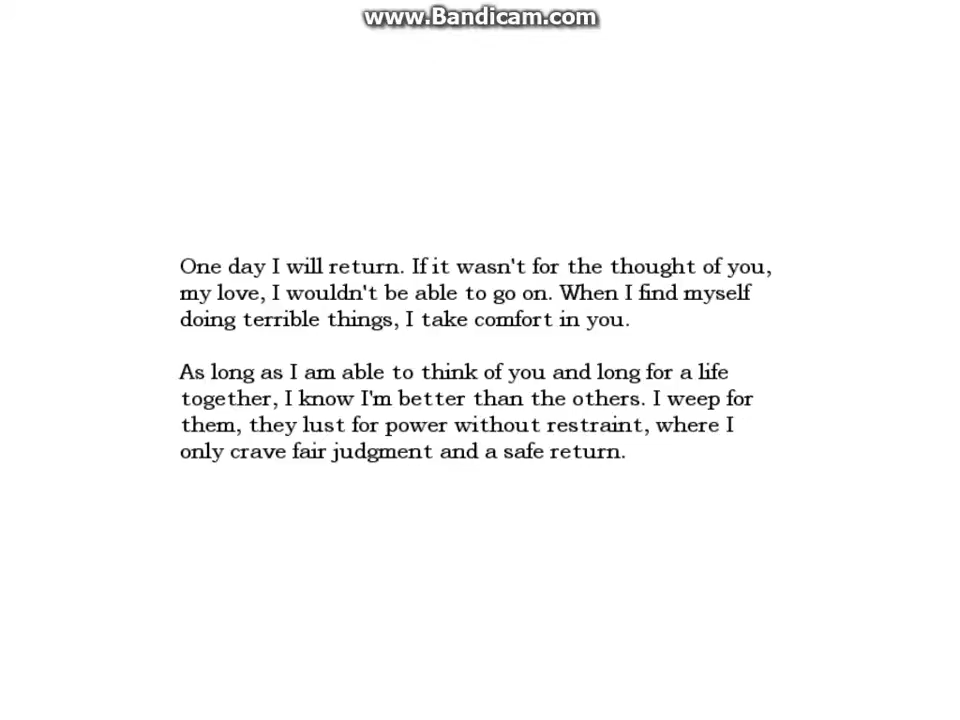 www.Bandicam.com
One day I will return. If it wasn't for the thought of you,
my love, I wouldn't be able to go on. When I find myself
doing terrible things, I take comfort in you.
As long as I am able to think of you and long for a life
together, I know I'm better than the others. I weep for
them, they lust for power without restraint, where I
only crave fair judgment and a safe return.